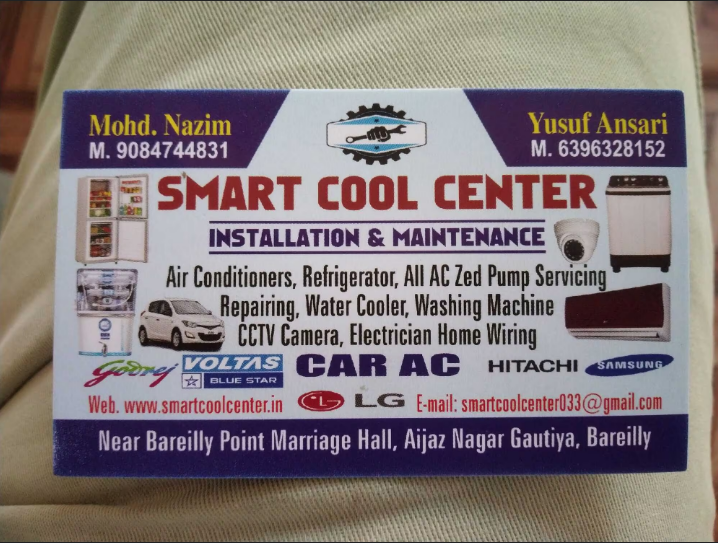 Mohd. Nazim
M. 9084744831
Yusuf Ansari
M. 6396328152
SMART COOL CENTER
INSTALLATION & MAINTENANCE
Air Conditioners, Refrigerator, All AC Zed Pump Servicing
Repairing, Water Cooler, Washing Machine
CCTV Camera, Electrician Home Wiring
Godrej VOLTAS CAR AC HITACHI SAMSUNG
BLUE STAR
Web. www.smartcoolcenter.in LG E-mail: smartcoolcenter033@gmail.com
Near Bareilly Point Marriage Hall, Aijaz Nagar Gautiya, Bareilly